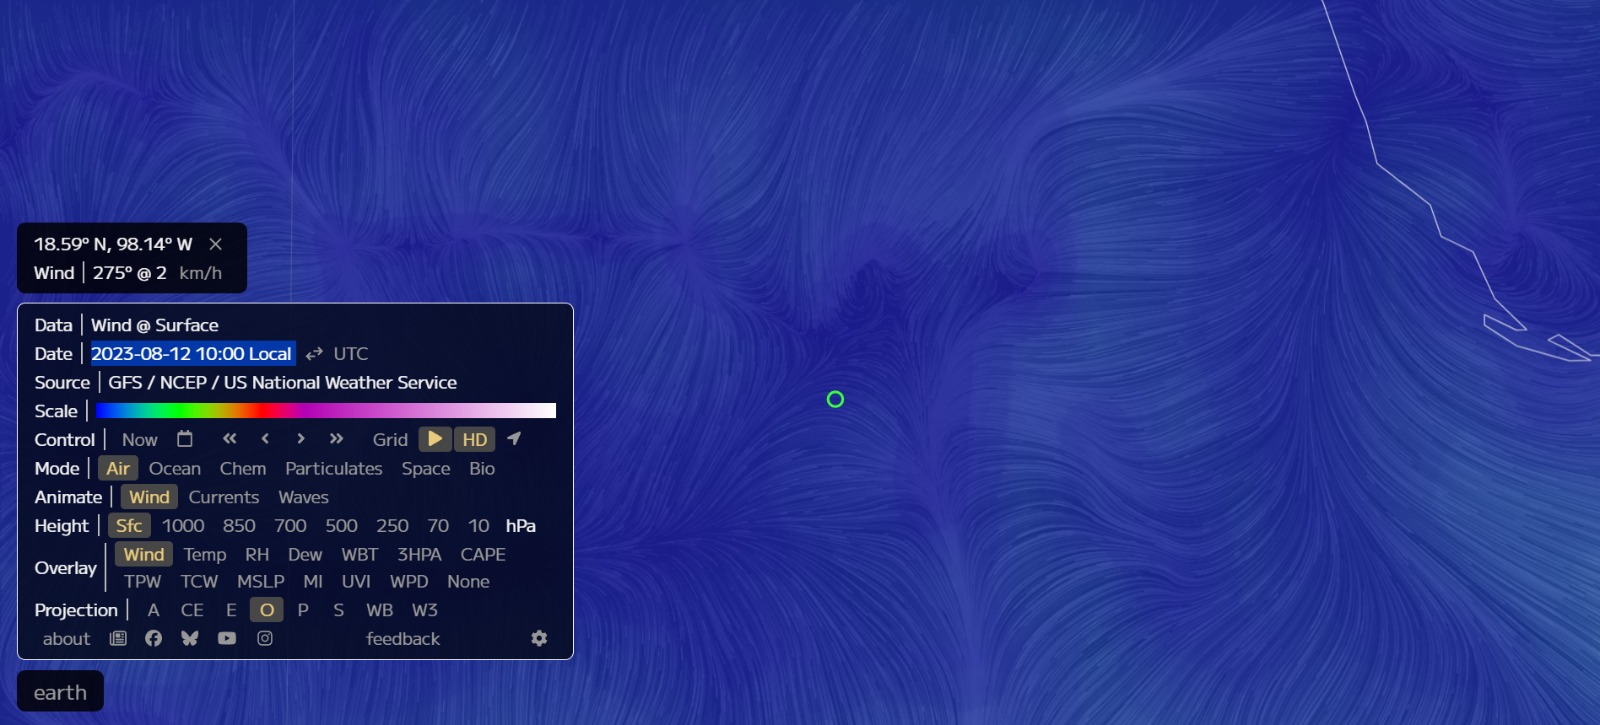 18.59° N, 98.14° W ×
Wind | 275° @ 2 km/h
Data | Wind @ Surface
Date | 2023-08-12 10:00 Local ⇄ UTC
Source | GFS / NCEP / US National Weather Service
Scale |
Control | Now « ‹ › » Grid HD
Mode | Air Ocean Chem Particulates Space Bio
Animate | Wind Currents Waves
Height | Sfc 1000 850 700 500 250 70 10 hPa
Overlay | Wind Temp RH Dew WBT 3HPA CAPE
TPW TCW MSLP MI UVI WPD None
Projection | A CE E O P S WB W3
about feedback
earth